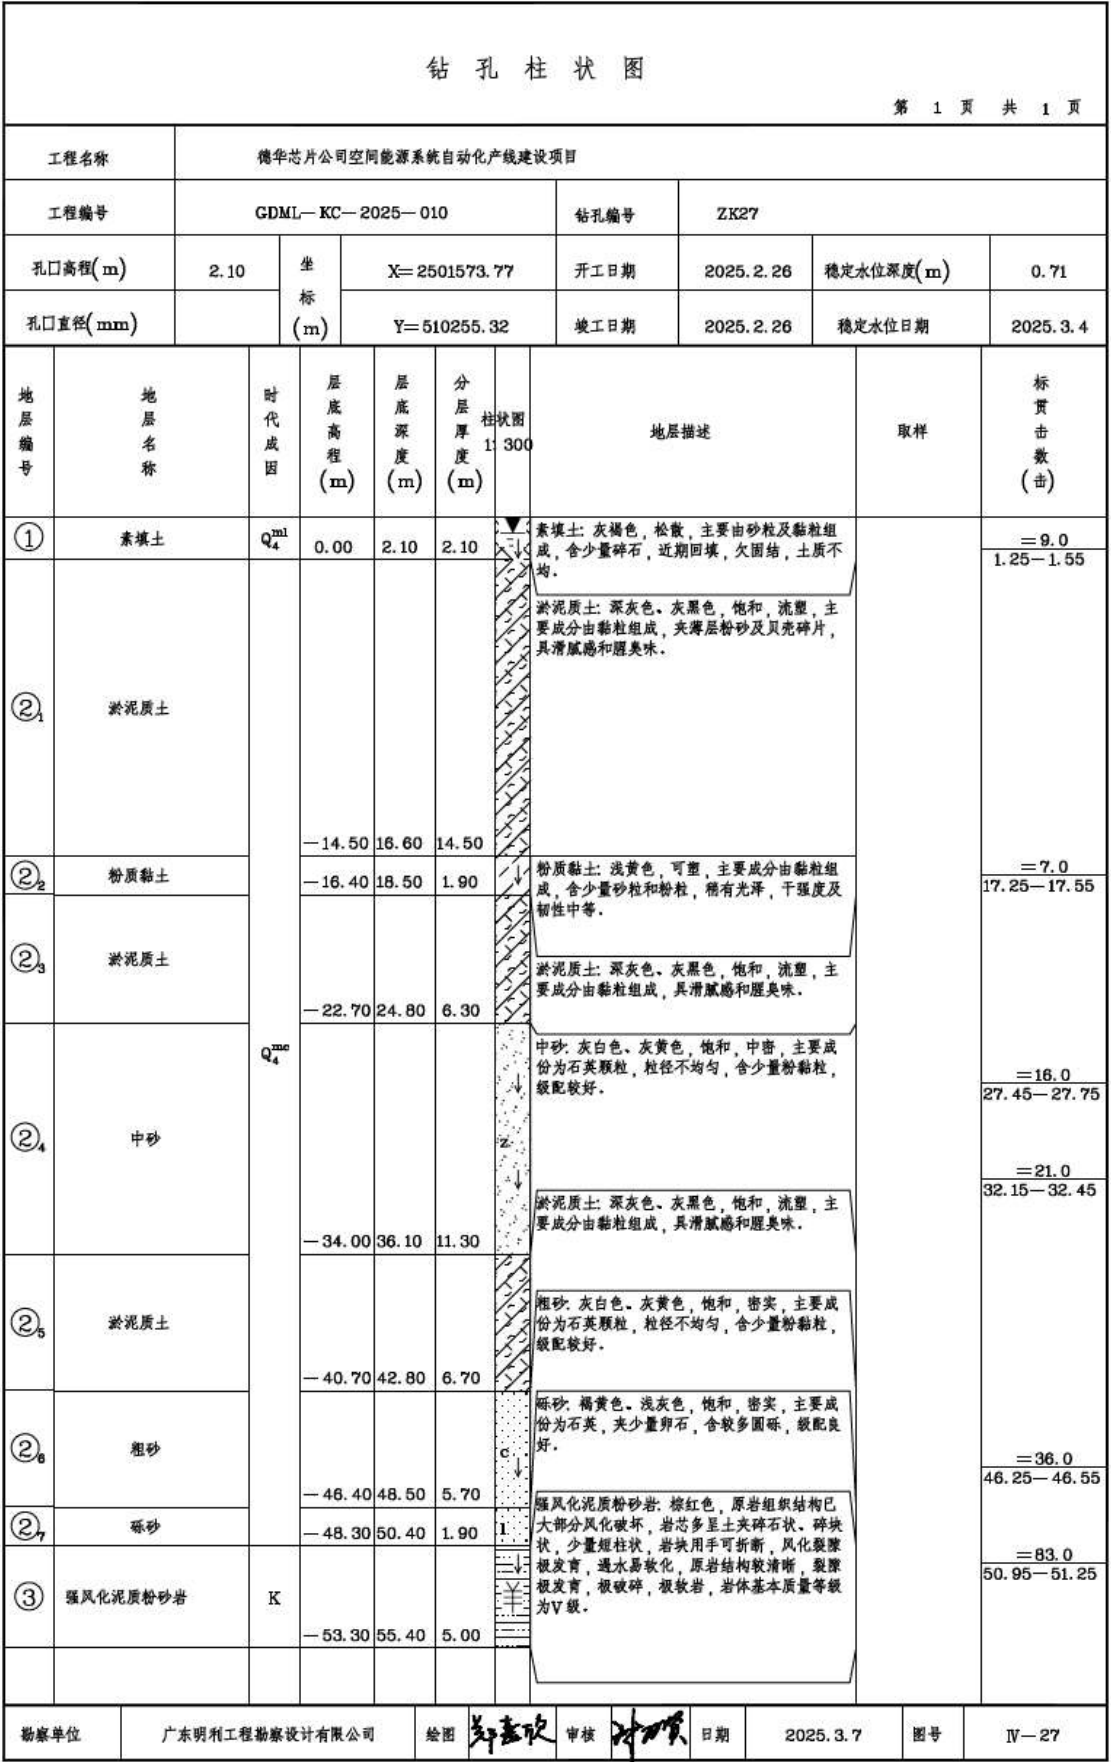 钻孔柱状图
第 1 页 共 1 页
工程名称 德华芯片公司空间能源系统自动化产线建设项目
工程编号 GDML-KC-2025-010 钻孔编号 ZK27
孔口高程(m) 2.10 坐标(m) X=2501573.77 开工日期 2025.2.26 稳定水位深度(m) 0.71
孔口直径(mm) Y=510255.32 竣工日期 2025.2.26 稳定水位日期 2025.3.4
地层编号 地层名称 时代成因 层底高程(m) 层底深度(m) 分层厚度(m) 柱状图 1:300 地层描述 取样 标贯击数(击)
① 素填土 Q4ml 0.00 2.10 2.10
素填土: 灰褐色, 松散, 主要由砂粒及黏粒组
成, 含少量碎石, 近期回填, 欠固结, 土质不
均.
=9.0
1.25-1.55
②1 淤泥质土 -14.50 16.60 14.50
淤泥质土: 深灰色、灰黑色, 饱和, 流塑, 主
要成分由黏粒组成, 夹薄层粉砂及贝壳碎片,
具滑腻感和腥臭味.
②2 粉质黏土 -16.40 18.50 1.90
粉质黏土: 浅黄色, 可塑, 主要成分由黏粒组
成, 含少量砂粒和粉粒, 稍有光泽, 干强度及
韧性中等.
=7.0
17.25-17.55
②3 淤泥质土 -22.70 24.80 6.30
淤泥质土: 深灰色、灰黑色, 饱和, 流塑, 主
要成分由黏粒组成, 具滑腻感和腥臭味.
Q4mc
②4 中砂 -34.00 36.10 11.30
z
中砂: 灰白色、灰黄色, 饱和, 中密, 主要成
份为石英颗粒, 粒径不均匀, 含少量粉黏粒,
级配较好.
=16.0
27.45-27.75
=21.0
32.15-32.45
②5 淤泥质土 -40.70 42.80 6.70
淤泥质土: 深灰色、灰黑色, 饱和, 流塑, 主
要成分由黏粒组成, 具滑腻感和腥臭味.
②6 粗砂 -46.40 48.50 5.70
c
粗砂: 灰白色、灰黄色, 饱和, 密实, 主要成
份为石英颗粒, 粒径不均匀, 含少量粉黏粒,
级配较好.
=36.0
46.25-46.55
②7 砾砂 -48.30 50.40 1.90
l
砾砂: 褐黄色、浅灰色, 饱和, 密实, 主要成
份为石英, 夹少量卵石, 含较多圆砾, 级配良
好.
③ 强风化泥质粉砂岩 K -53.30 55.40 5.00
强风化泥质粉砂岩: 棕红色, 原岩组织结构已
大部分风化破坏, 岩芯多呈土夹碎石状、碎块
状, 少量短柱状, 岩块用手可折断, 风化裂隙
极发育, 遇水易软化, 原岩结构较清晰, 裂隙
极发育, 极破碎, 极软岩, 岩体基本质量等级
为V级.
=83.0
50.95-51.25
勘察单位 广东明利工程勘察设计有限公司 绘图 审核 日期 2025.3.7 图号 Ⅳ-27